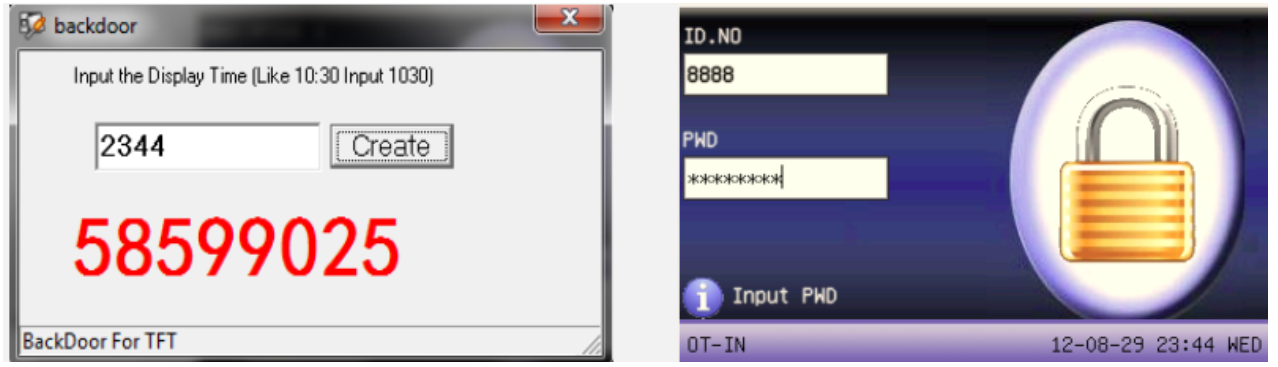 backdoor
Input the Display Time (Like 10:30 Input 1030)
2344
Create
58599025
BackDoor For TFT
ID.NO
8888
PWD
********
Input PWD
OT-IN
12-08-29 23:44 WED